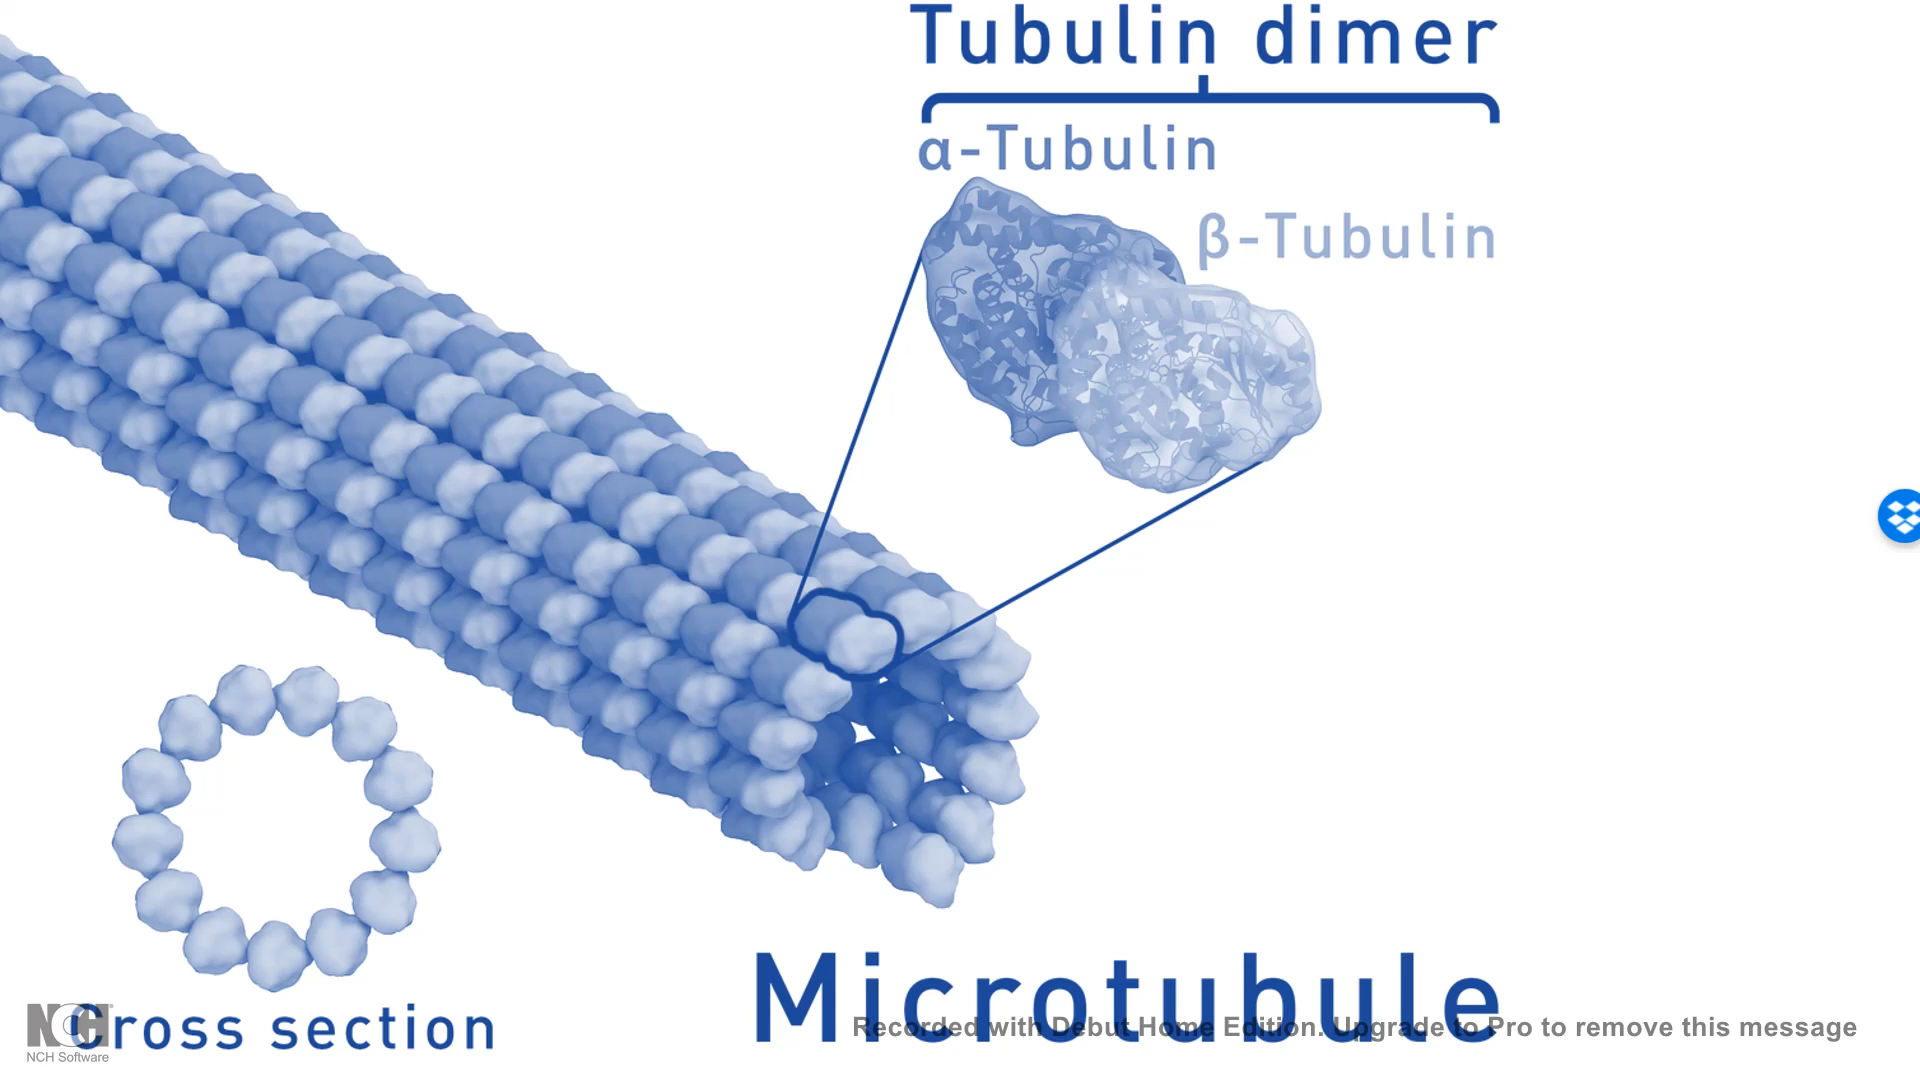 Tubulin dimer
α-Tubulin
β-Tubulin
Cross section
Microtubule
NCH
NCH Software
Recorded with Debut Home Edition. Upgrade to Pro to remove this message